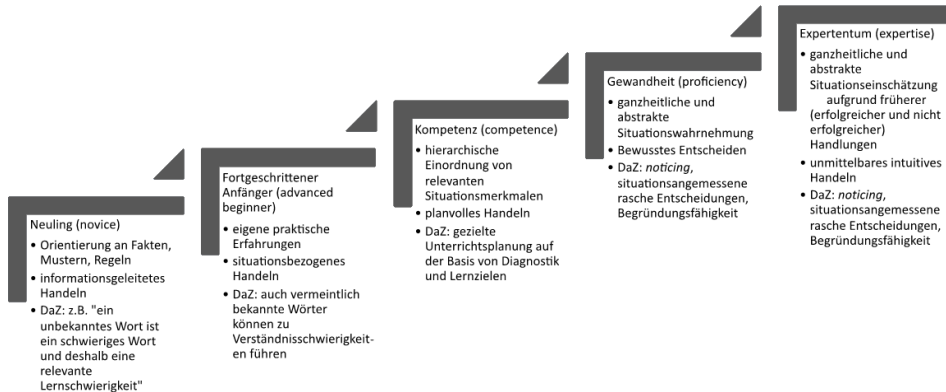 Neuling (novice)
• Orientierung an Fakten,
Mustern, Regeln
• informationsgeleitetes
Handeln
• DaZ: z.B. "ein
unbekanntes Wort ist
ein schwieriges Wort
und deshalb eine
relevante
Lernschwierigkeit"
Fortgeschrittener
Anfänger (advanced
beginner)
• eigene praktische
Erfahrungen
• situationsbezogenes
Handeln
• DaZ: auch vermeintlich
bekannte Wörter
können zu
Verständnisschwierigkeit-
en führen
Kompetenz (competence)
• hierarchische
Einordnung von
relevanten
Situationsmerkmalen
• planvolles Handeln
• DaZ: gezielte
Unterrichtsplanung auf
der Basis von Diagnostik
und Lernzielen
Gewandheit (proficiency)
• ganzheitliche und
abstrakte
Situationswahrnehmung
• Bewusstes Entscheiden
• DaZ: noticing,
situationsangemessene
rasche Entscheidungen,
Begründungsfähigkeit
Expertentum (expertise)
• ganzheitliche und
abstrakte
Situationseinschätzung
aufgrund früherer
(erfolgreicher und nicht
erfolgreicher)
Handlungen
• unmittelbares intuitives
Handeln
• DaZ: noticing,
situationsangemessene
rasche Entscheidungen,
Begründungsfähigkeit